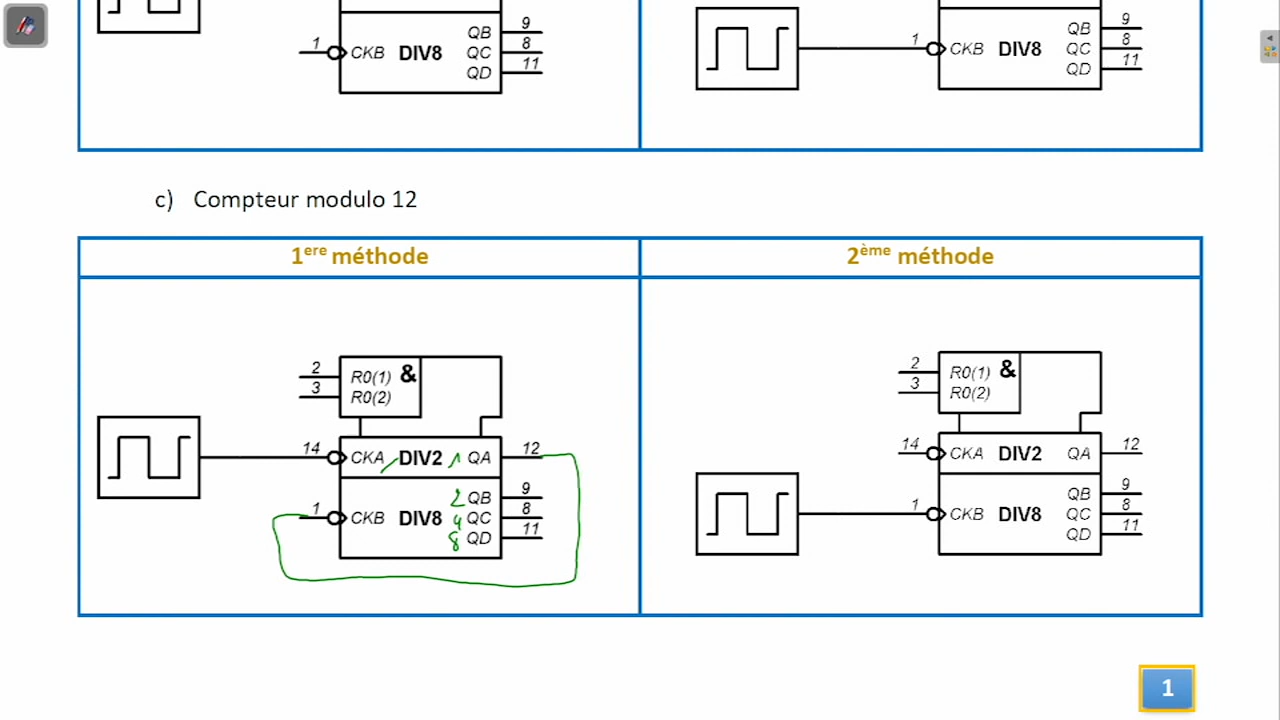 1 CKB DIV8 QB 9
QC 8
QD 11
1 CKB DIV8 QB 9
QC 8
QD 11
c) Compteur modulo 12
1ere méthode
2ème méthode
2 R0(1) &
3 R0(2)
14 CKA DIV2 1 QA 12
2 QB 9
1 CKB DIV8 4 QC 8
8 QD 11
2 R0(1) &
3 R0(2)
14 CKA DIV2 QA 12
QB 9
1 CKB DIV8 QC 8
QD 11
1